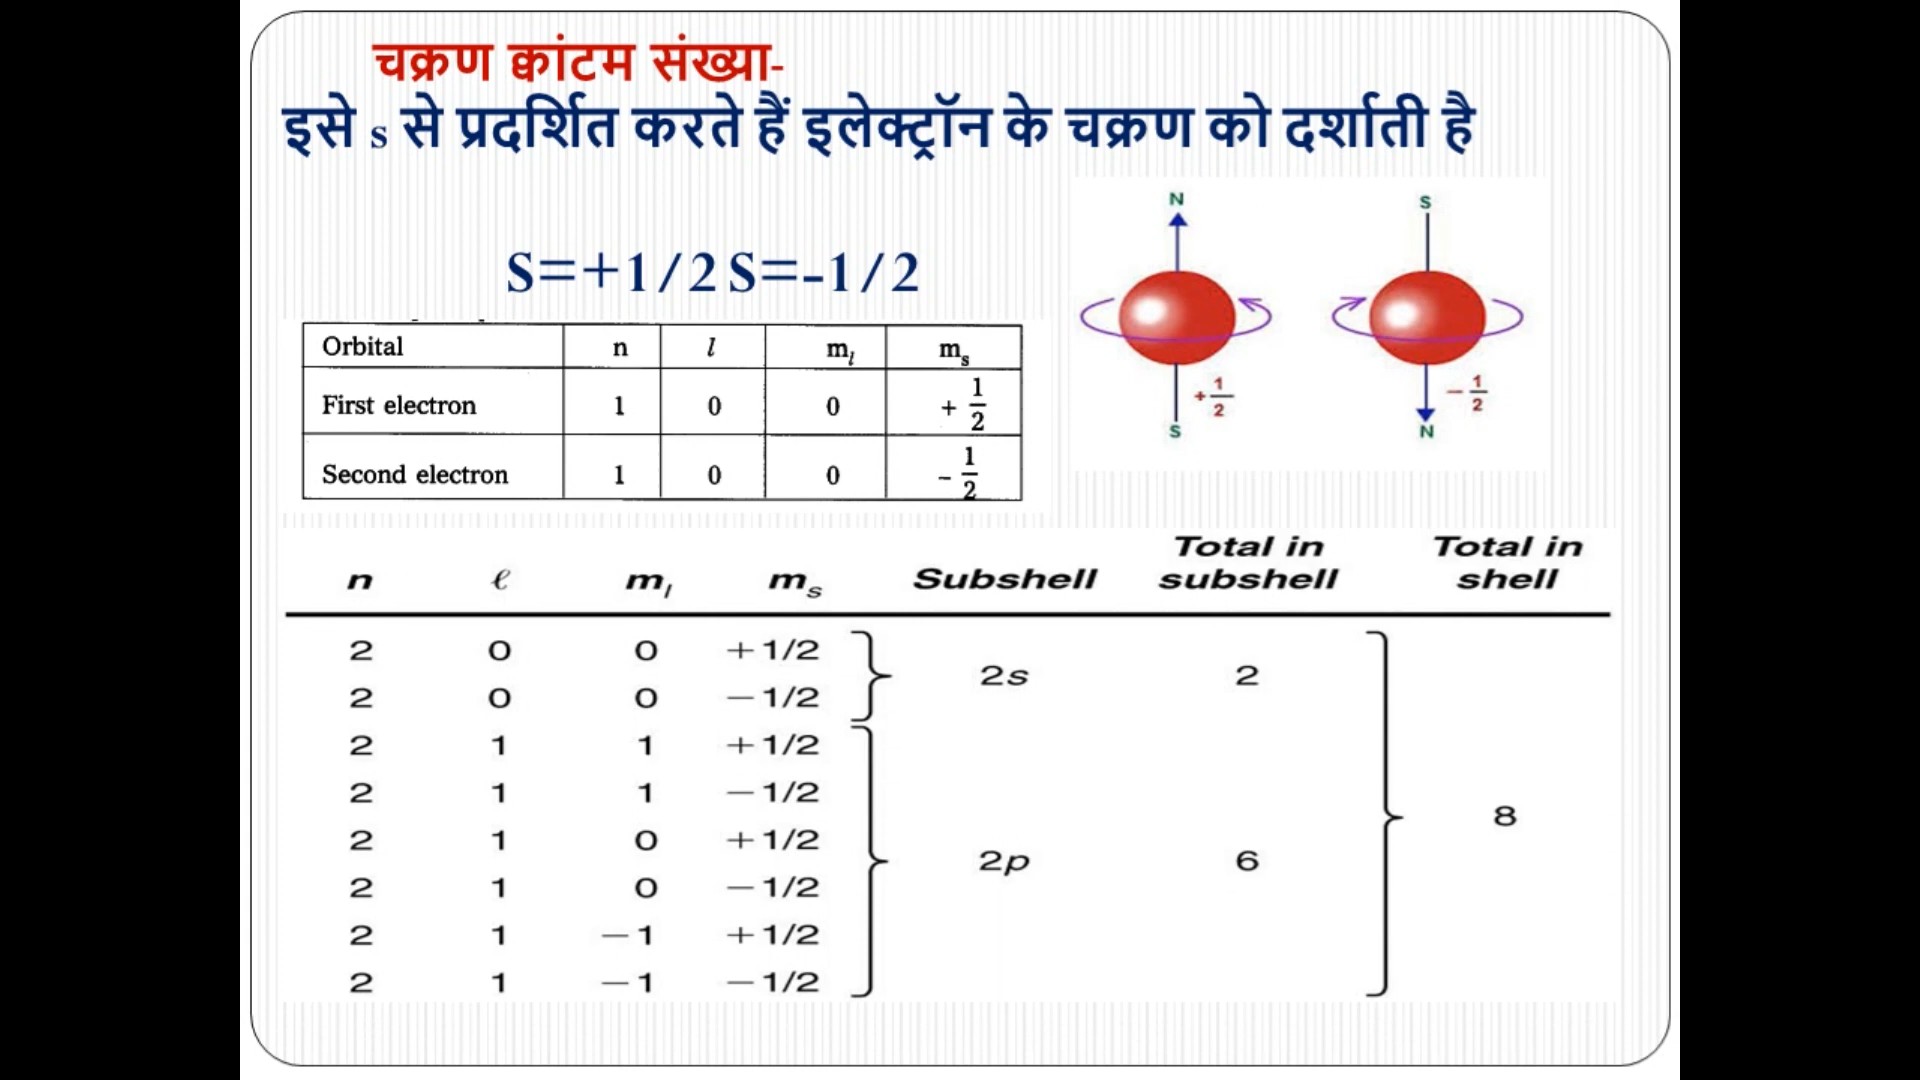 चक्रण क्वांटम संख्या-
इसे s से प्रदर्शित करते हैं इलेक्ट्रॉन के चक्रण को दर्शाती है
S=+1/2 S=-1/2
N S
+1/2 -1/2
S N
Orbital n l m_l m_s
First electron 1 0 0 + 1/2
Second electron 1 0 0 - 1/2
n ℓ m_l m_s Subshell Total in subshell Total in shell
2 0 0 +1/2
2s 2
2 0 0 −1/2
2 1 1 +1/2
2 1 1 −1/2
8
2 1 0 +1/2
2p 6
2 1 0 −1/2
2 1 −1 +1/2
2 1 −1 −1/2